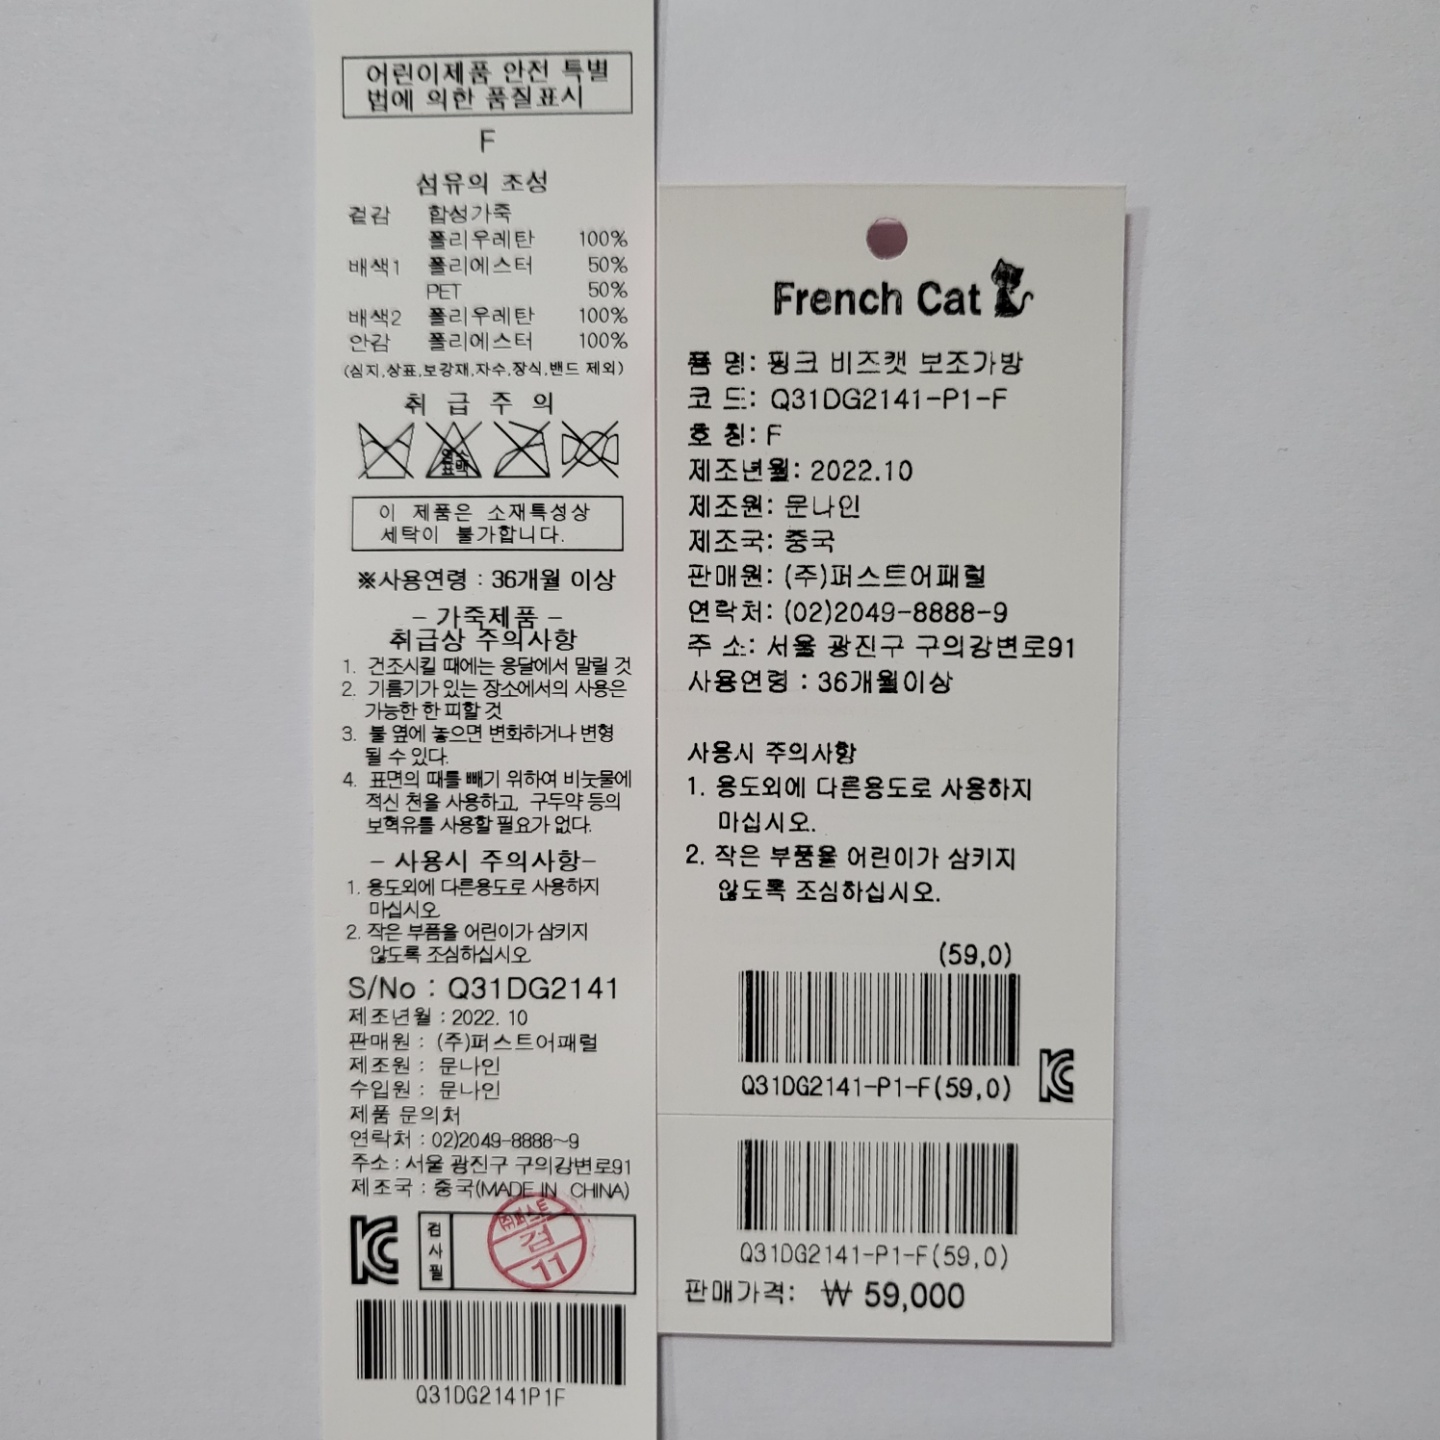 어린이제품 안전 특별
법에 의한 품질표시
F
섬유의 조성
겉감 합성가죽
폴리우레탄 100%
배색1 폴리에스터 50%
PET 50%
배색2 폴리우레탄 100%
안감 폴리에스터 100%
(심지,상표,보강재,자수,장식,밴드 제외)
취 급 주 의
염소
표백
이 제품은 소재특성상
세탁이 불가합니다.
※사용연령 : 36개월 이상
- 가죽제품 -
취급상 주의사항
1. 건조시킬 때에는 응달에서 말릴 것
2. 기름기가 있는 장소에서의 사용은
가능한 한 피할 것
3. 불 옆에 놓으면 변화하거나 변형
될 수 있다.
4. 표면의 때를 빼기 위하여 비눗물에
적신 천을 사용하고, 구두약 등의
보혁유를 사용할 필요가 없다.
- 사용시 주의사항-
1. 용도외에 다른용도로 사용하지
마십시오.
2. 작은 부품을 어린이가 삼키지
않도록 조심하십시오.
S/No : Q31DG2141
제조년월 : 2022. 10
판매원 : (주)퍼스트어패럴
제조원 : 문나인
수입원 : 문나인
제품 문의처
연락처 : 02)2049-8888~9
주소 : 서울 광진구 구의강변로91
제조국 : 중국(MADE IN CHINA)
KC
검사필
(주)퍼스트
검
11
Q31DG2141P1F
French Cat
품 명: 핑크 비즈캣 보조가방
코 드: Q31DG2141-P1-F
호 칭: F
제조년월: 2022.10
제조원: 문나인
제조국: 중국
판매원: (주)퍼스트어패럴
연락처: (02)2049-8888-9
주 소: 서울 광진구 구의강변로91
사용연령 : 36개월이상
사용시 주의사항
1. 용도외에 다른용도로 사용하지
마십시오.
2. 작은 부품을 어린이가 삼키지
않도록 조심하십시오.
(59,0)
Q31DG2141-P1-F(59,0)
KC
Q31DG2141-P1-F(59,0)
판매가격: ₩ 59,000